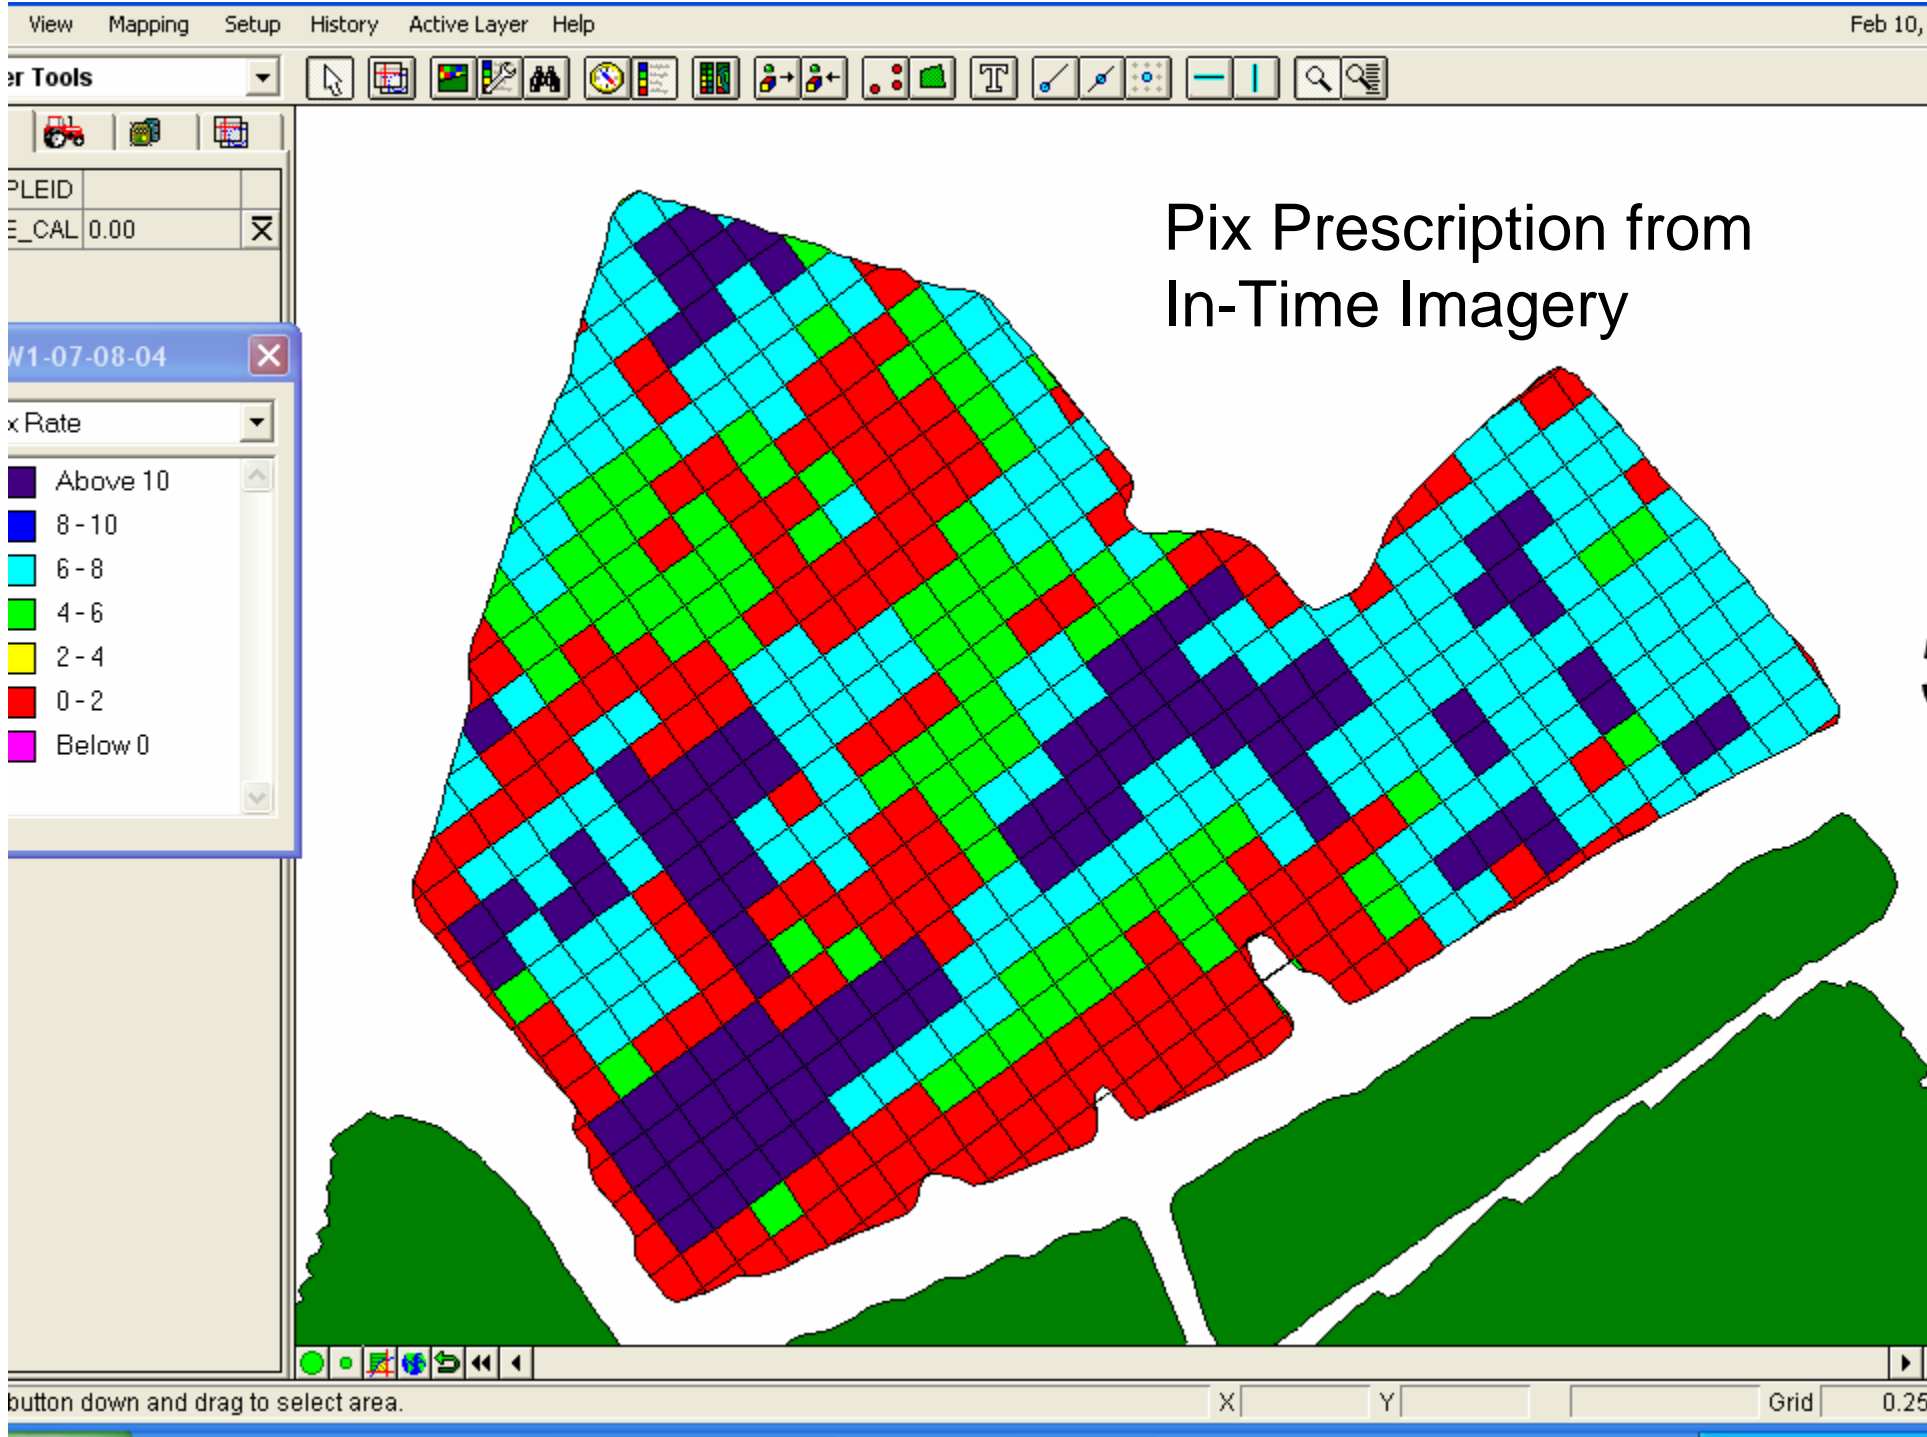 View Mapping Setup History Active Layer Help Feb 10,
er Tools
T
PLEID
E_CAL 0.00 X
Pix Prescription from
In-Time Imagery
W1-07-08-04
x Rate
Above 10
8 - 10
6 - 8
4 - 6
2 - 4
0 - 2
Below 0
button down and drag to select area. X Y Grid 0.25